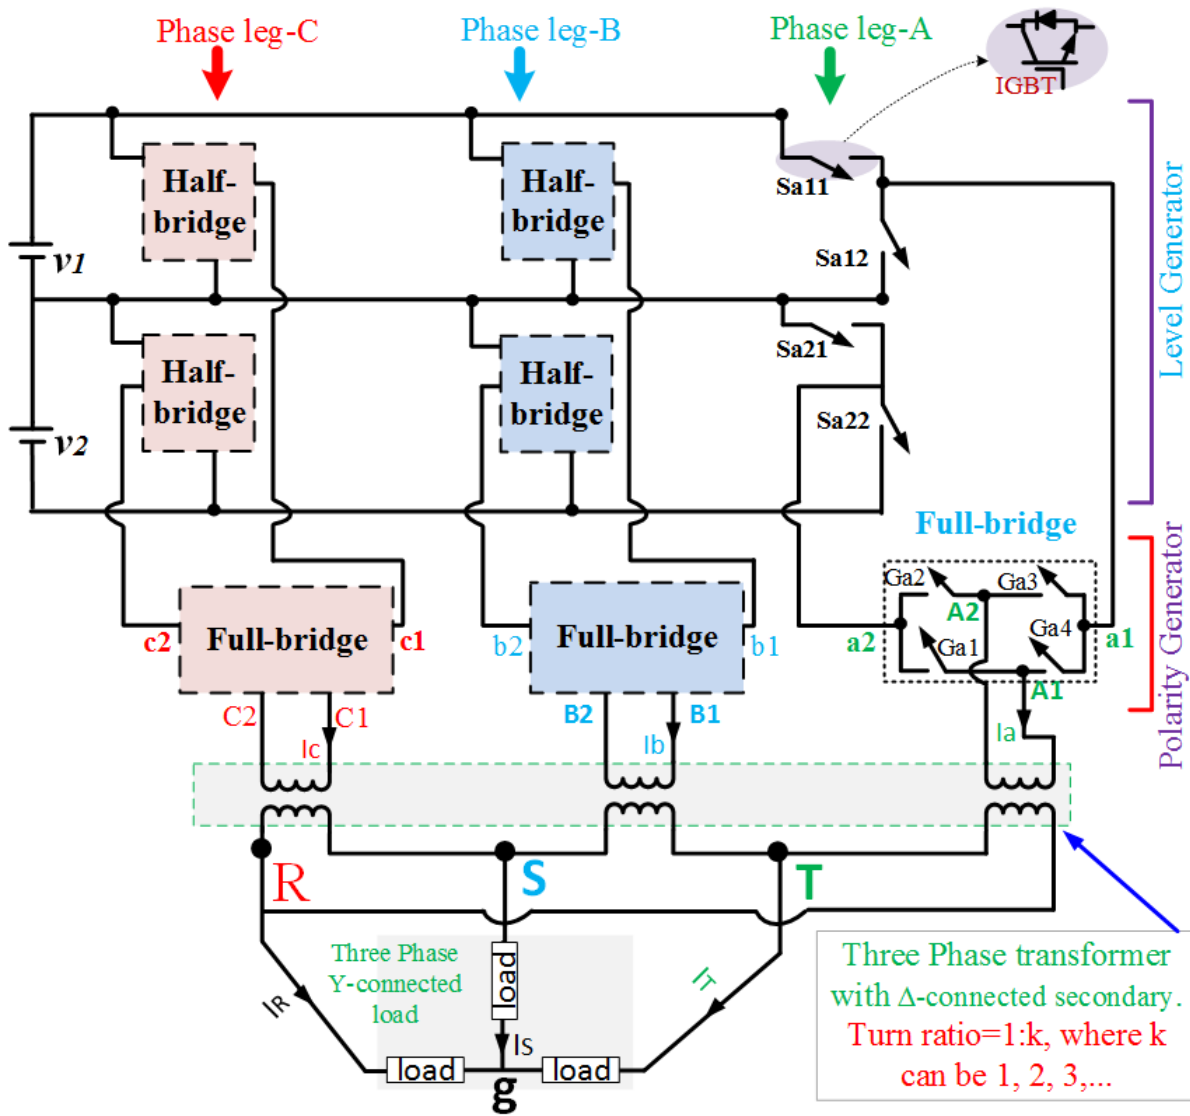 Phase leg-C
Phase leg-B
Phase leg-A
IGBT
Half-
bridge
Half-
bridge
Sa11
Sa12
v1
Level Generator
Half-
bridge
Half-
bridge
Sa21
Sa22
v2
Full-bridge
Ga2
Ga3
A2
Ga1
Ga4
a2
a1
A1
Polarity Generator
c2
Full-bridge
c1
b2
Full-bridge
b1
C2
C1
B2
B1
Ic
Ib
Ia
R
S
T
Three Phase
Y-connected
load
load
IR
IS
IT
load
load
g
Three Phase transformer
with Δ-connected secondary.
Turn ratio=1:k, where k
can be 1, 2, 3,...